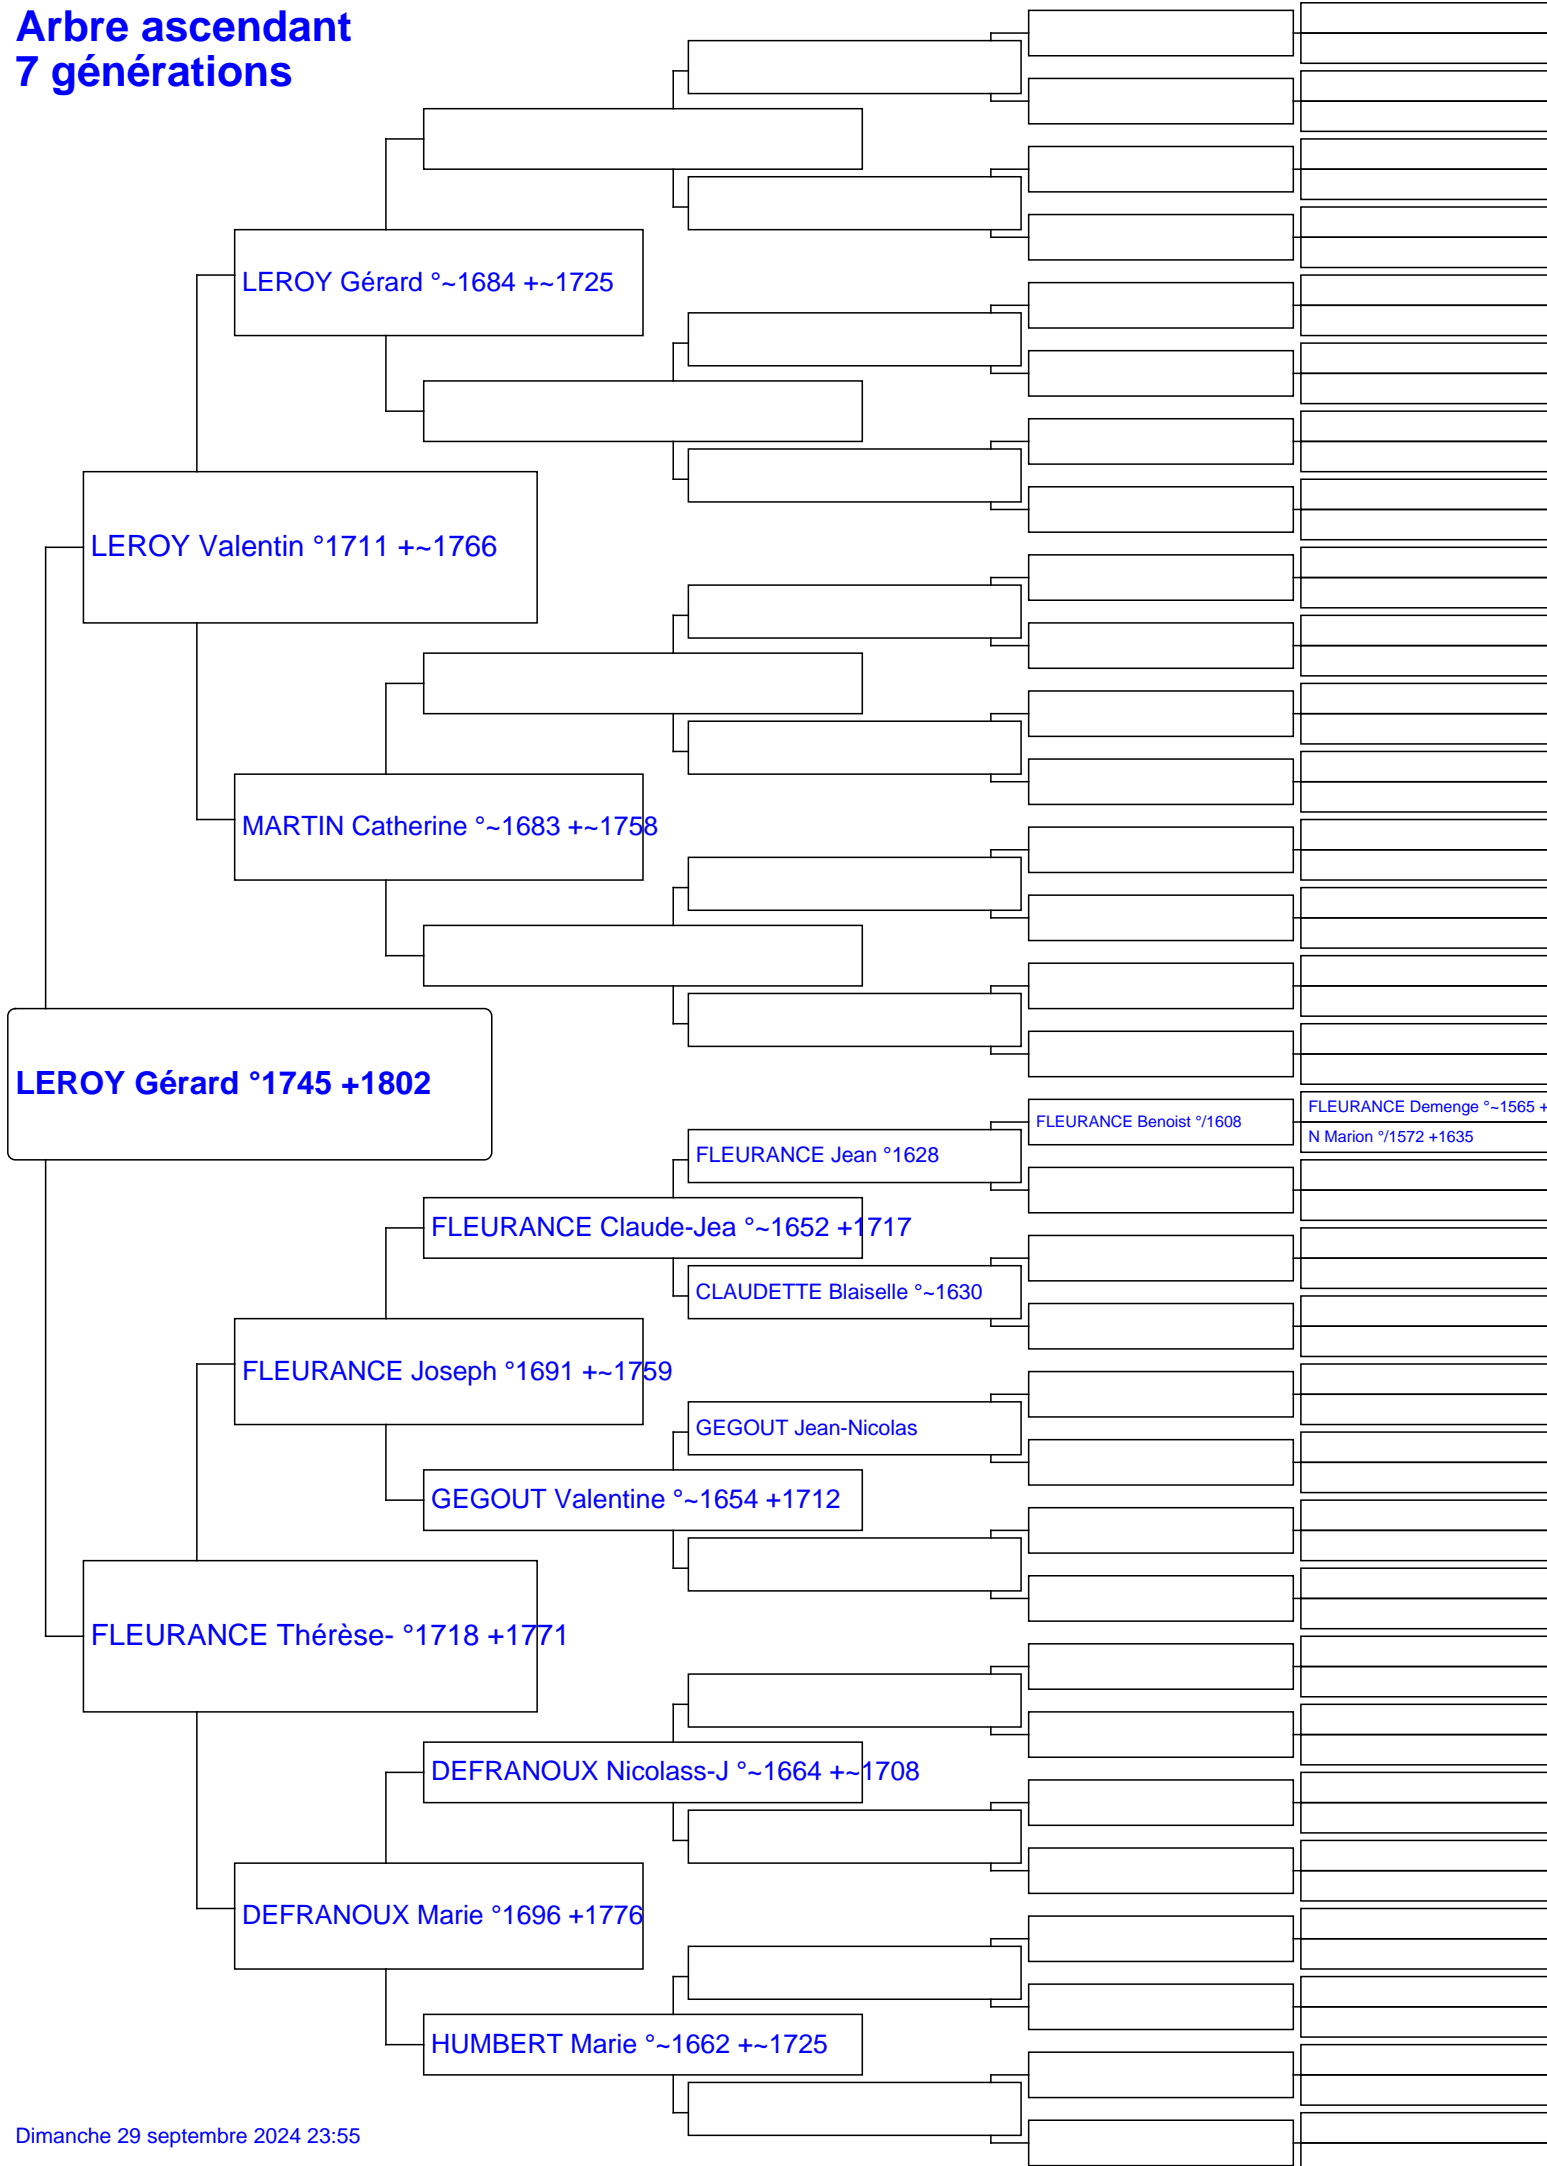 Arbre ascendant
7 générations
LEROY Gérard °~1684 +~1725
LEROY Valentin °1711 +~1766
MARTIN Catherine °~1683 +~1758
LEROY Gérard °1745 +1802
FLEURANCE Benoist °/1608
FLEURANCE Demenge °~1565 +
N Marion °/1572 +1635
FLEURANCE Jean °1628
FLEURANCE Claude-Jea °~1652 +1717
CLAUDETTE Blaiselle °~1630
FLEURANCE Joseph °1691 +~1759
GEGOUT Jean-Nicolas
GEGOUT Valentine °~1654 +1712
FLEURANCE Thérèse- °1718 +1771
DEFRANOUX Nicolass-J °~1664 +~1708
DEFRANOUX Marie °1696 +1776
HUMBERT Marie °~1662 +~1725
Dimanche 29 septembre 2024 23:55